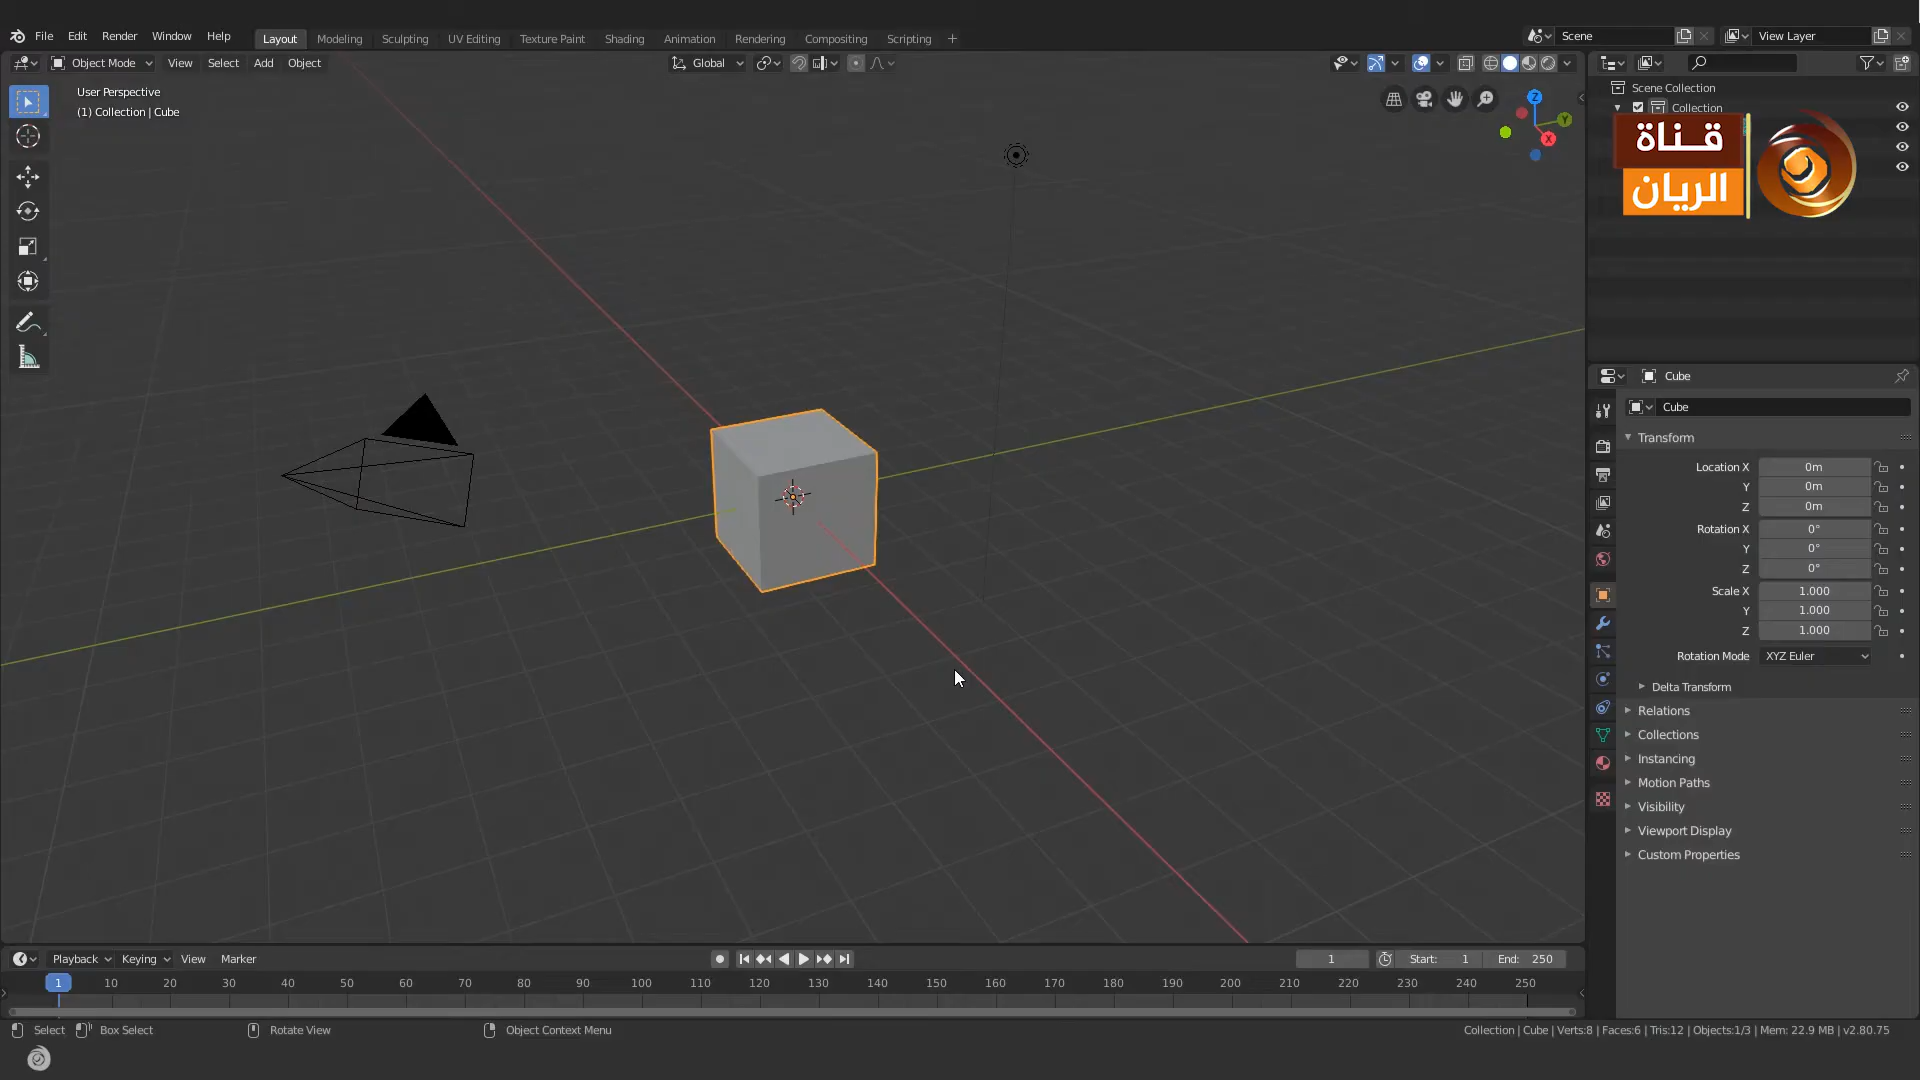 File Edit Render Window Help
Layout Modeling Sculpting UV Editing Texture Paint Shading Animation Rendering Compositing Scripting +
Scene
View Layer
Object Mode View Select Add Object
Global
User Perspective
(1) Collection | Cube
Z
Y
X
Scene Collection
Collection
قناة
الريان
Cube
Cube
Transform
Location X 0m
Y 0m
Z 0m
Rotation X 0°
Y 0°
Z 0°
Scale X 1.000
Y 1.000
Z 1.000
Rotation Mode XYZ Euler
Delta Transform
Relations
Collections
Instancing
Motion Paths
Visibility
Viewport Display
Custom Properties
Playback Keying View Marker
1 Start: 1 End: 250
1 10 20 30 40 50 60 70 80 90 100 110 120 130 140 150 160 170 180 190 200 210 220 230 240 250
Select Box Select Rotate View Object Context Menu
Collection | Cube | Verts:8 | Faces:6 | Tris:12 | Objects:1/3 | Mem: 22.9 MB | v2.80.75